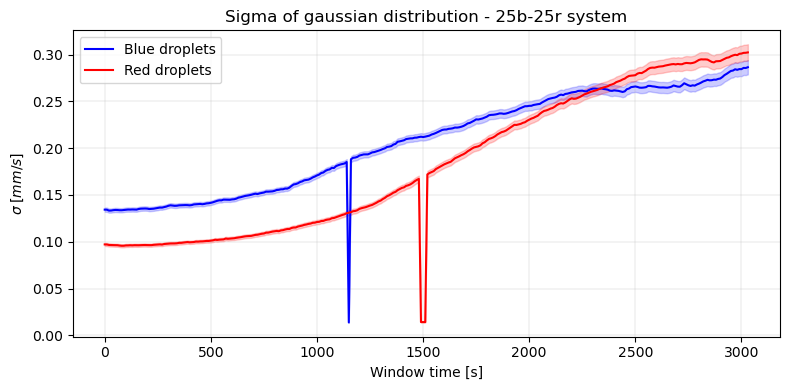 Sigma of gaussian distribution - 25b-25r system
Blue droplets
Red droplets
0.30
0.25
0.20
0.15
0.10
0.05
0.00
σ [mm/s]
0 500 1000 1500 2000 2500 3000
Window time [s]